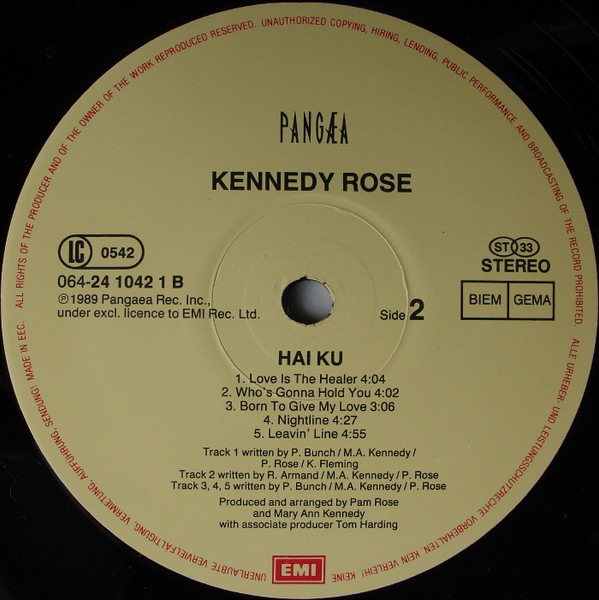 ALL RIGHTS OF THE PRODUCER AND OF THE OWNER OF THE WORK REPRODUCED RESERVED. UNAUTHORIZED COPYING, HIRING, LENDING, PUBLIC PERFORMANCE AND BROADCASTING OF THE RECORD PROHIBITED.
ALLE URHEBER- UND LEISTUNGSSCHUTZRECHTE VORBEHALTEN. KEIN VERLEIH! KEINE UNERLAUBTE VERVIELFÄLTIGUNG, VERMIETUNG, AUFFÜHRUNG, SENDUNG! MADE IN EEC.
PANGÆA
KENNEDY ROSE
LC 0542
064-24 1042 1 B
℗1989 Pangaea Rec. Inc.,
under excl. licence to EMI Rec. Ltd.
ST 33
STEREO
BIEM GEMA
Side 2
HAI KU
1. Love Is The Healer 4:04
2. Who's Gonna Hold You 4:02
3. Born To Give My Love 3:06
4. Nightline 4:27
5. Leavin' Line 4:55
Track 1 written by P. Bunch/M.A. Kennedy/
P. Rose/K. Fleming
Track 2 written by R. Armand/M.A. Kennedy/P. Rose
Track 3, 4, 5 written by P. Bunch/M.A. Kennedy/P. Rose
Produced and arranged by Pam Rose
and Mary Ann Kennedy
with associate producer Tom Harding
EMI